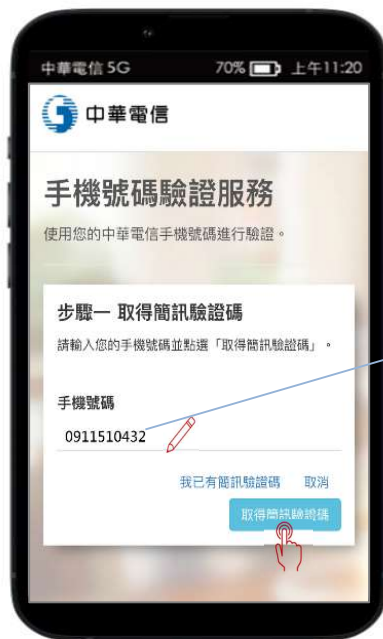 中華電信 5G 70% 上午11:20
中華電信
手機號碼驗證服務
使用您的中華電信手機號碼進行驗證。
步驟一 取得簡訊驗證碼
請輸入您的手機號碼並點選「取得簡訊驗證碼」。
手機號碼
0911510432
我已有簡訊驗證碼 取消
取得簡訊驗證碼